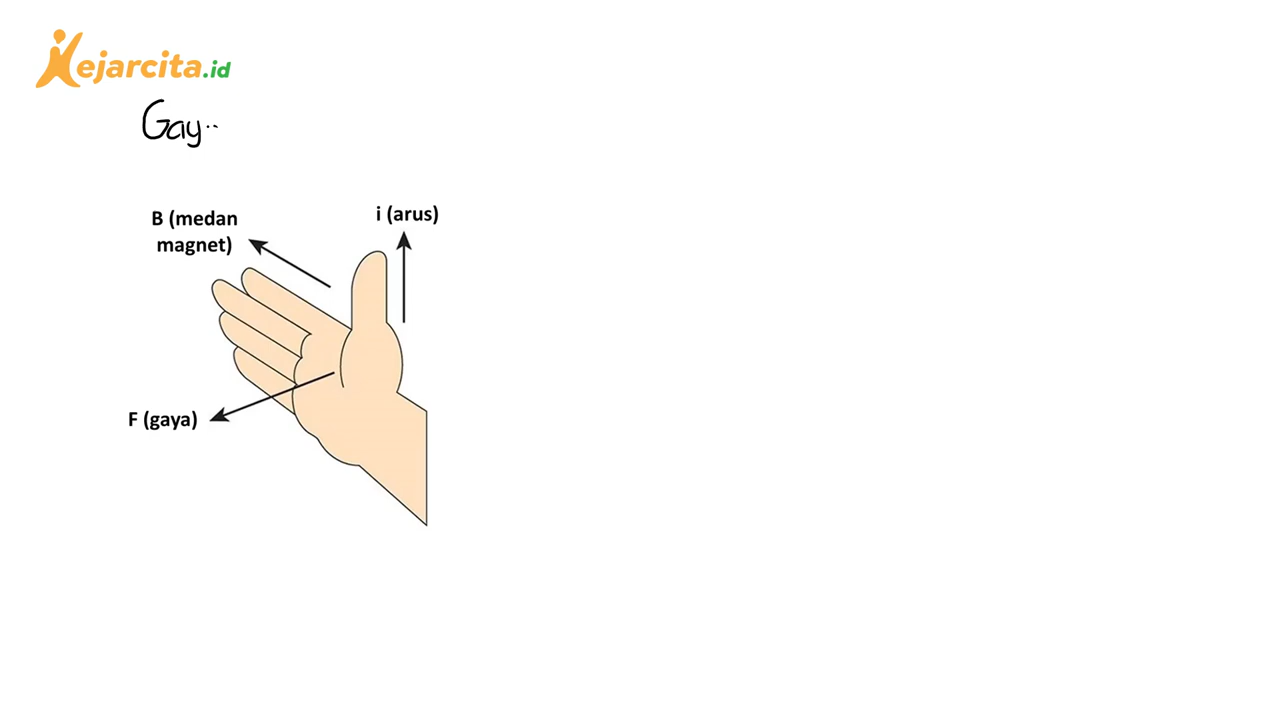 Kejarcita.id
Gay..
B (medan
magnet)
i (arus)
F (gaya)